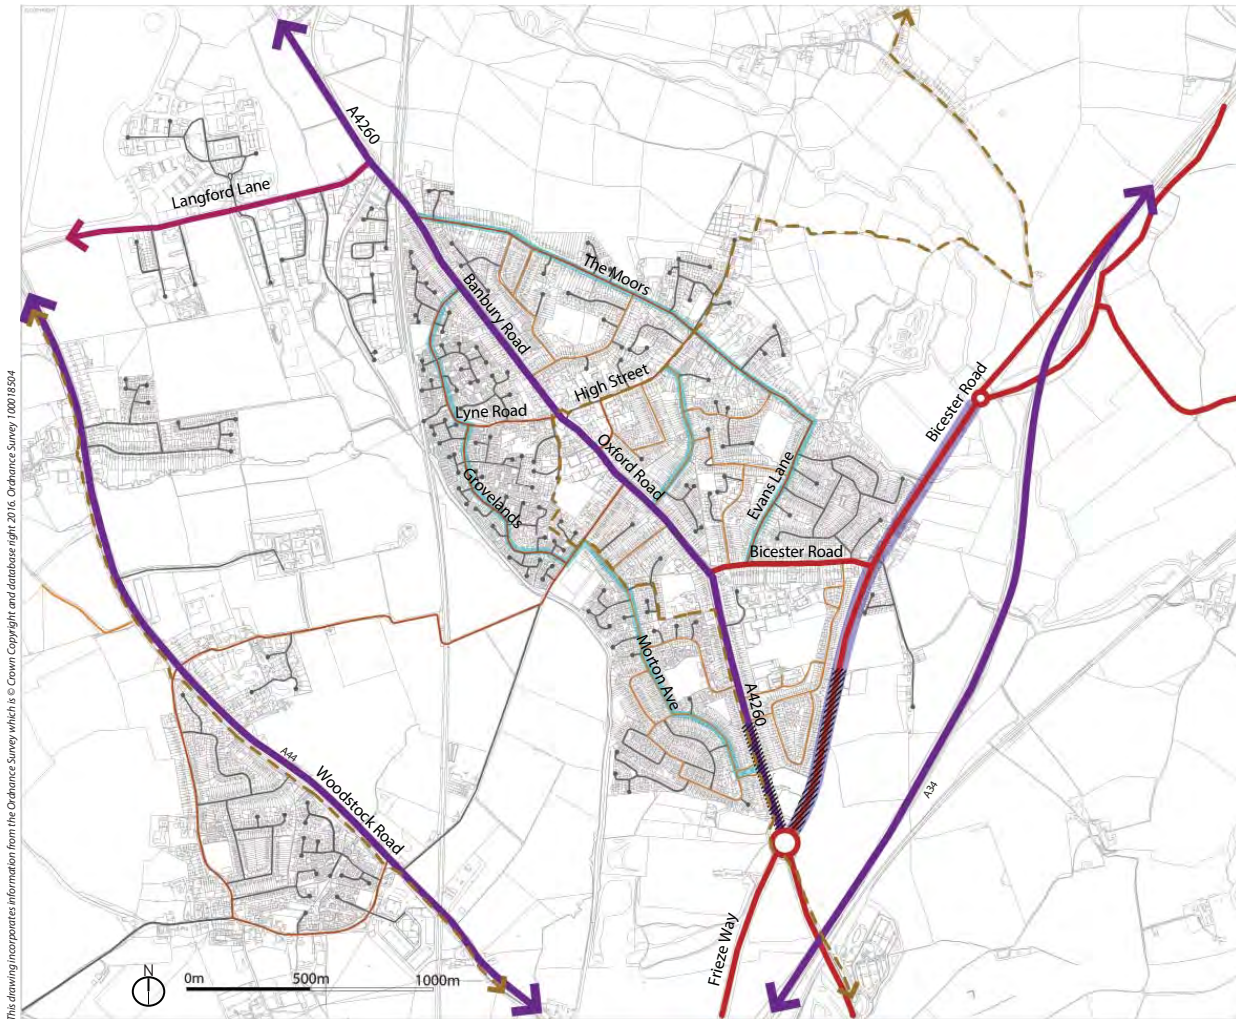 A4260
Langford Lane
The Moors
Banbury Road
High Street
Lyne Road
Bicester Road
Oxford Road
Grovelands
Evans Lane
Bicester Road
Morton Ave
A4260
A44
Woodstock Road
A34
Frieze Way
N
0m 500m 1000m
This drawing incorporates information from the Ordnance Survey which is © Crown Copyright and database right 2016. Ordnance Survey 100018504